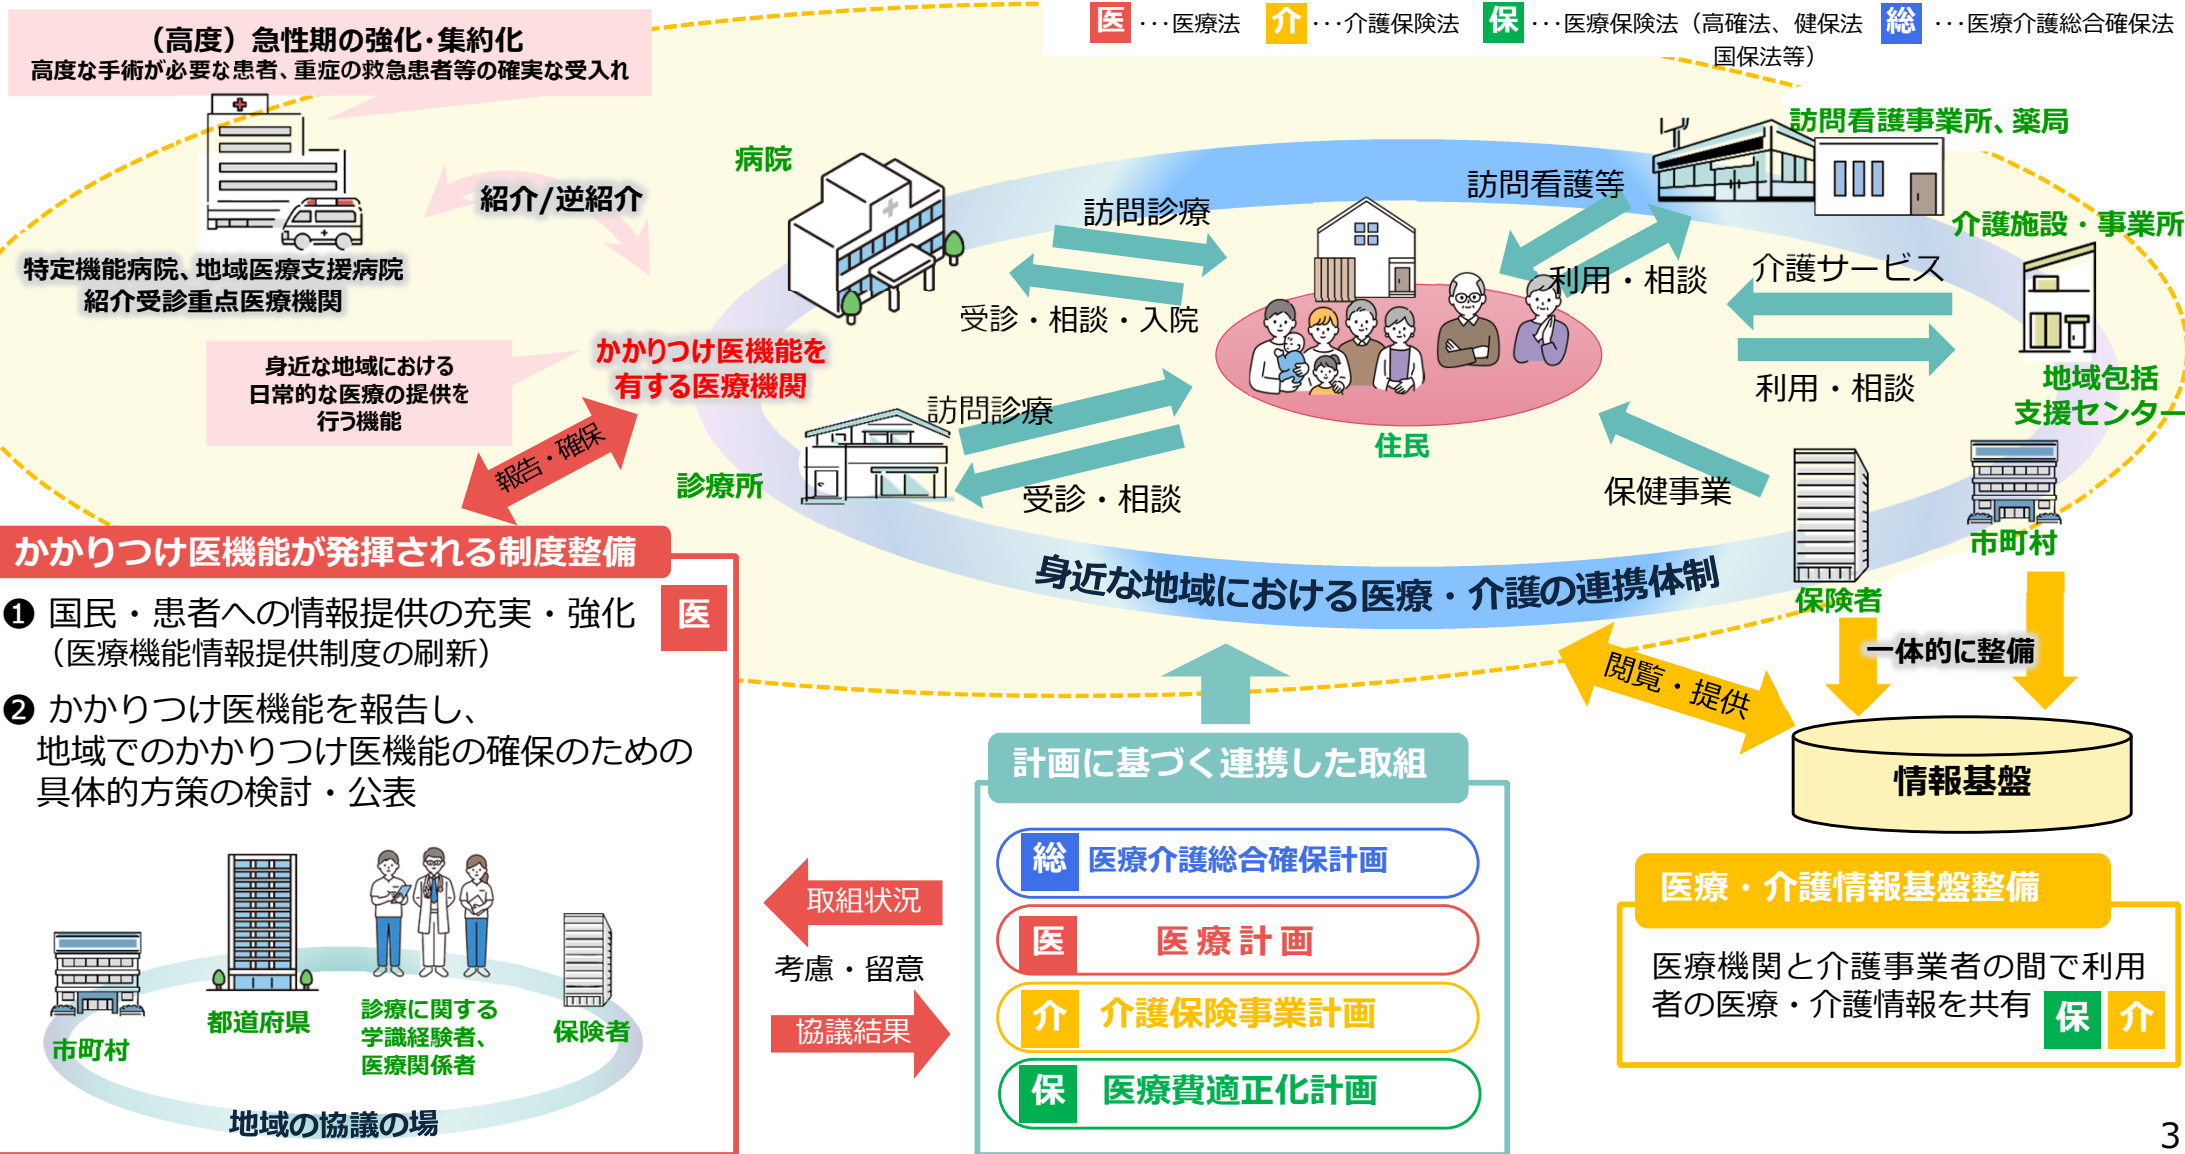 医 ･･･医療法 介 ･･･介護保険法 保 ･･･医療保険法（高確法、健保法 総 ･･･医療介護総合確保法
国保法等）
（高度）急性期の強化･集約化
高度な手術が必要な患者、重症の救急患者等の確実な受入れ
特定機能病院、地域医療支援病院
紹介受診重点医療機関
紹介/逆紹介
身近な地域における
日常的な医療の提供を
行う機能
かかりつけ医機能を
有する医療機関
報告・確保
病院
訪問診療
受診・相談・入院
診療所
訪問診療
受診・相談
住民
訪問看護等
利用・相談
訪問看護事業所、薬局
介護施設・事業所
介護サービス
利用・相談
地域包括
支援センター
保健事業
市町村
保険者
身近な地域における医療・介護の連携体制
一体的に整備
閲覧・提供
情報基盤
かかりつけ医機能が発揮される制度整備
❶ 国民・患者への情報提供の充実・強化 医
（医療機能情報提供制度の刷新）
❷ かかりつけ医機能を報告し、
地域でのかかりつけ医機能の確保のための
具体的方策の検討・公表
市町村
都道府県
診療に関する
学識経験者、
医療関係者
保険者
地域の協議の場
取組状況
考慮・留意
協議結果
計画に基づく連携した取組
総 医療介護総合確保計画
医 医療計画
介 介護保険事業計画
保 医療費適正化計画
医療・介護情報基盤整備
医療機関と介護事業者の間で利用
者の医療・介護情報を共有 保 介
3